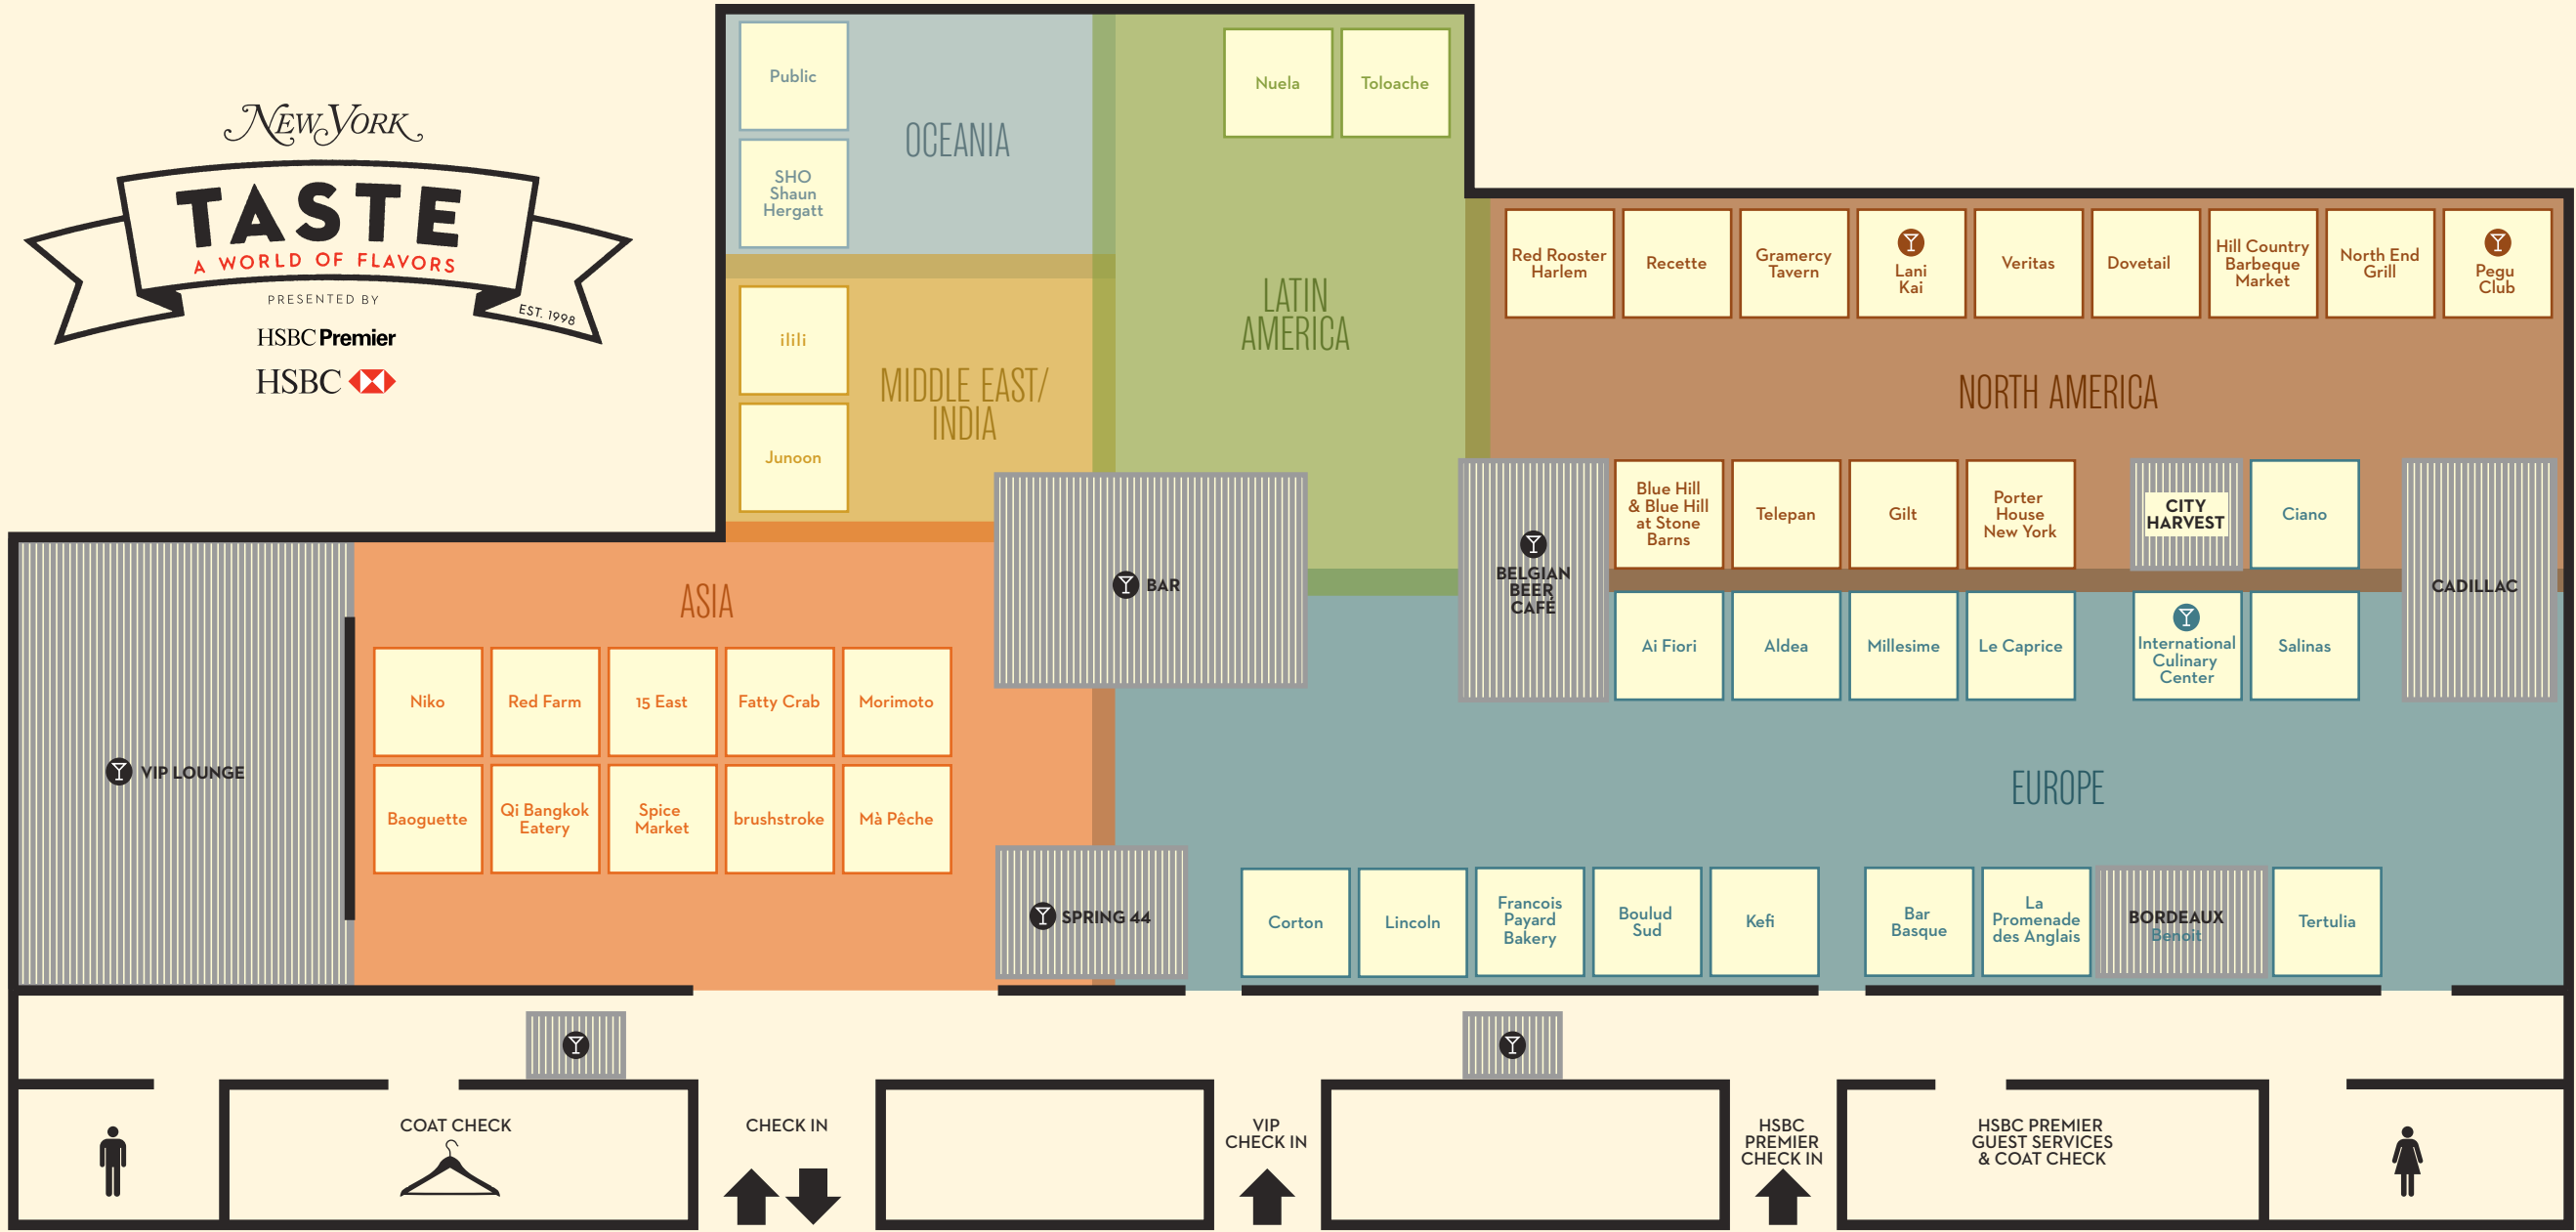 New York
TASTE
A WORLD OF FLAVORS
PRESENTED BY
EST. 1998
HSBC Premier
HSBC
Public
SHO
Shaun
Hergatt
OCEANIA
Nuela
Toloache
LATIN
AMERICA
ilili
Junoon
MIDDLE EAST/
INDIA
Red Rooster
Harlem
Recette
Gramercy
Tavern
Lani
Kai
Veritas
Dovetail
Hill Country
Barbeque
Market
North End
Grill
Pegu
Club
NORTH AMERICA
Blue Hill
& Blue Hill
at Stone
Barns
Telepan
Gilt
Porter
House
New York
CITY
HARVEST
Ciano
BAR
BELGIAN
BEER
CAFÉ
CADILLAC
Ai Fiori
Aldea
Millesime
Le Caprice
International
Culinary
Center
Salinas
ASIA
Niko
Red Farm
15 East
Fatty Crab
Morimoto
VIP LOUNGE
Baoguette
Qi Bangkok
Eatery
Spice
Market
brushstroke
Mà Pêche
EUROPE
SPRING 44
Corton
Lincoln
Francois
Payard
Bakery
Boulud
Sud
Kefi
Bar
Basque
La
Promenade
des Anglais
BORDEAUX
Benoit
Tertulia
COAT CHECK
CHECK IN
VIP
CHECK IN
HSBC
PREMIER
CHECK IN
HSBC PREMIER
GUEST SERVICES
& COAT CHECK